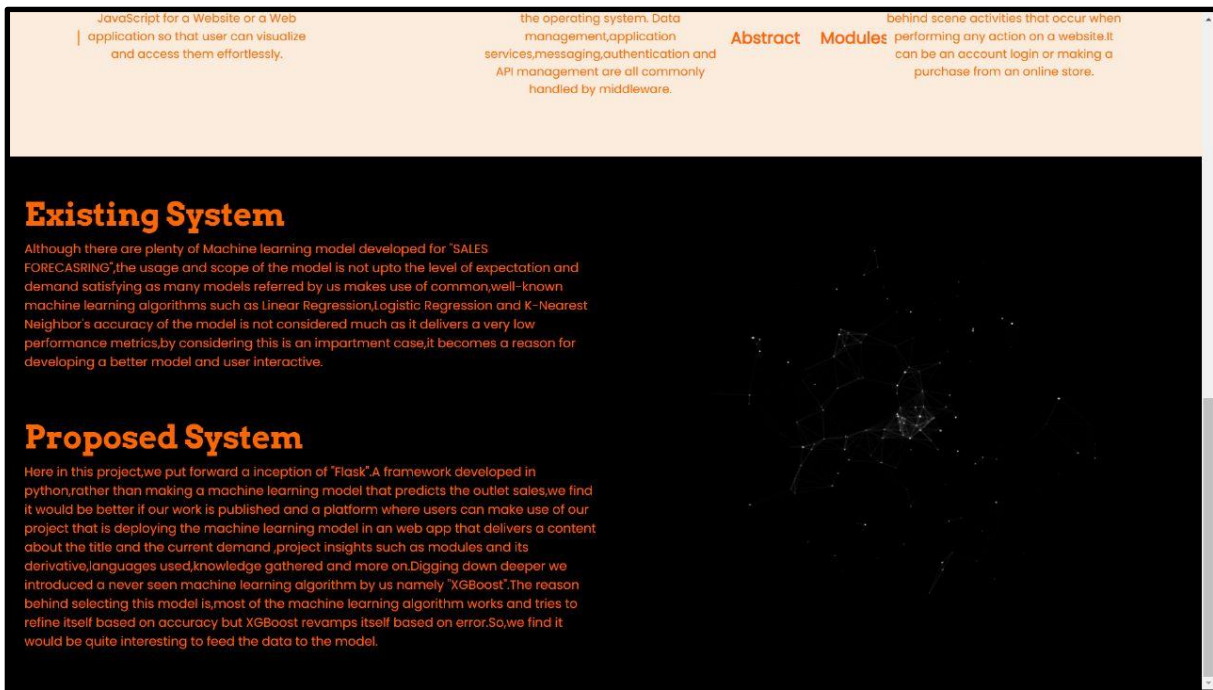 JavaScript for a Website or a Web
application so that user can visualize
and access them effortlessly.
the operating system. Data
management,application
services,messaging,authentication and
API management are all commonly
handled by middleware.
Abstract Modules
behind scene activities that occur when
performing any action on a website.It
can be an account login or making a
purchase from an online store.
Existing System
Although there are plenty of Machine learning model developed for "SALES
FORECASRING",the usage and scope of the model is not upto the level of expectation and
demand satisfying as many models referred by us makes use of common,well-known
machine learning algorithms such as Linear Regression,Logistic Regression and K-Nearest
Neighbor's accuracy of the model is not considered much as it delivers a very low
performance metrics,by considering this is an impartment case,it becomes a reason for
developing a better model and user interactive.
Proposed System
Here in this project,we put forward a inception of "Flask".A framework developed in
python,rather than making a machine learning model that predicts the outlet sales,we find
it would be better if our work is published and a platform where users can make use of our
project that is deploying the machine learning model in an web app that delivers a content
about the title and the current demand ,project insights such as modules and its
derivative,languages used,knowledge gathered and more on.Digging down deeper we
introduced a never seen machine learning algorithm by us namely "XGBoost".The reason
behind selecting this model is,most of the machine learning algorithm works and tries to
refine itself based on accuracy but XGBoost revamps itself based on error.So,we find it
would be quite interesting to feed the data to the model.